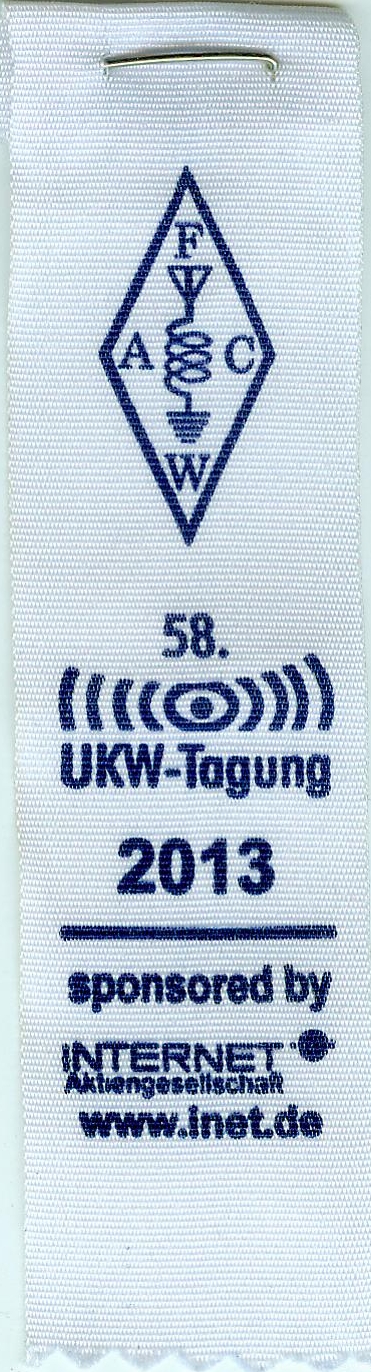 F
A C
W
58.
UKW-Tagung
2013
sponsored by
INTERNET
Aktiengesellschaft
www.inet.de